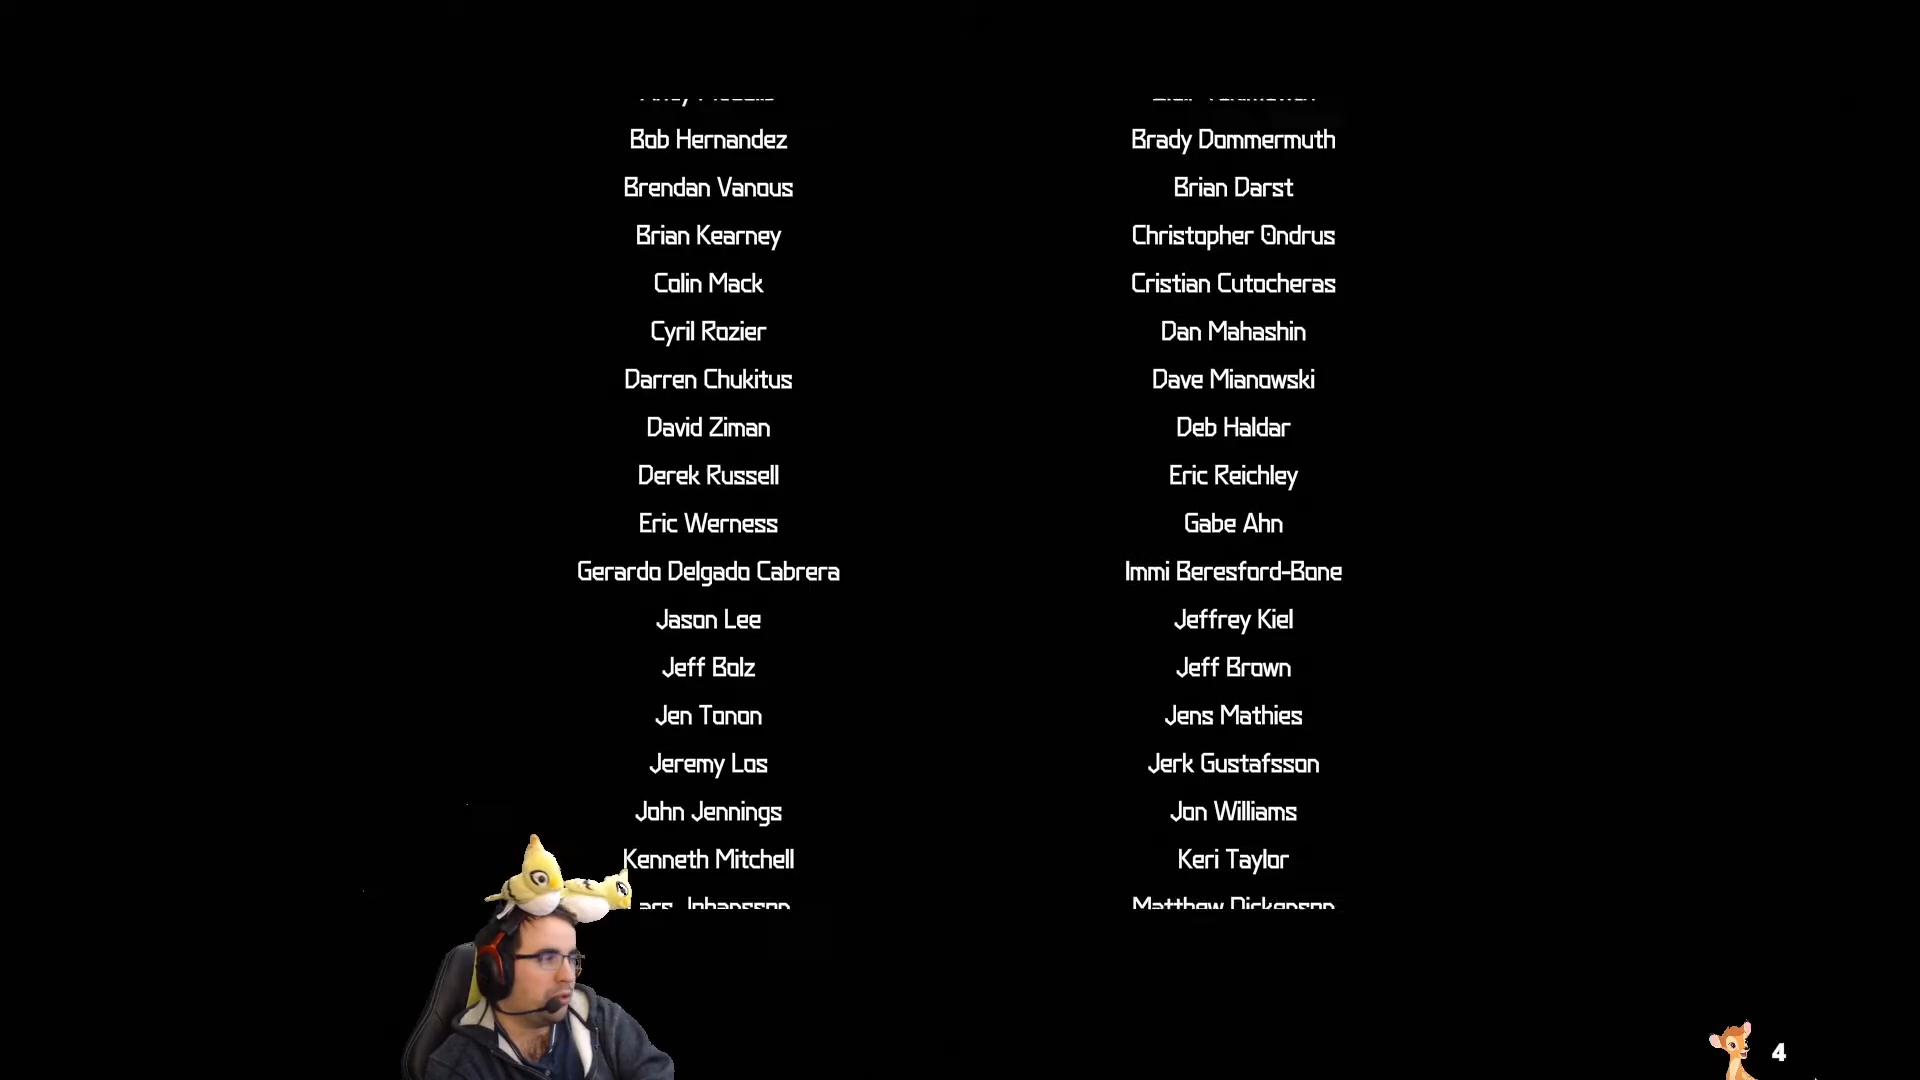 Bob Hernandez
Brendan Vanous
Brian Kearney
Colin Mack
Cyril Rozier
Darren Chukitus
David Ziman
Derek Russell
Eric Werness
Gerardo Delgado Cabrera
Jason Lee
Jeff Bolz
Jen Tonon
Jeremy Los
John Jennings
Kenneth Mitchell
Johansson
Brady Dommermuth
Brian Darst
Christopher Ondrus
Cristian Cutocheras
Dan Mahashin
Dave Mianowski
Deb Haldar
Eric Reichley
Gabe Ahn
Immi Beresford-Bone
Jeffrey Kiel
Jeff Brown
Jens Mathies
Jerk Gustafsson
Jon Williams
Keri Taylor
Matthew Dickenson
4